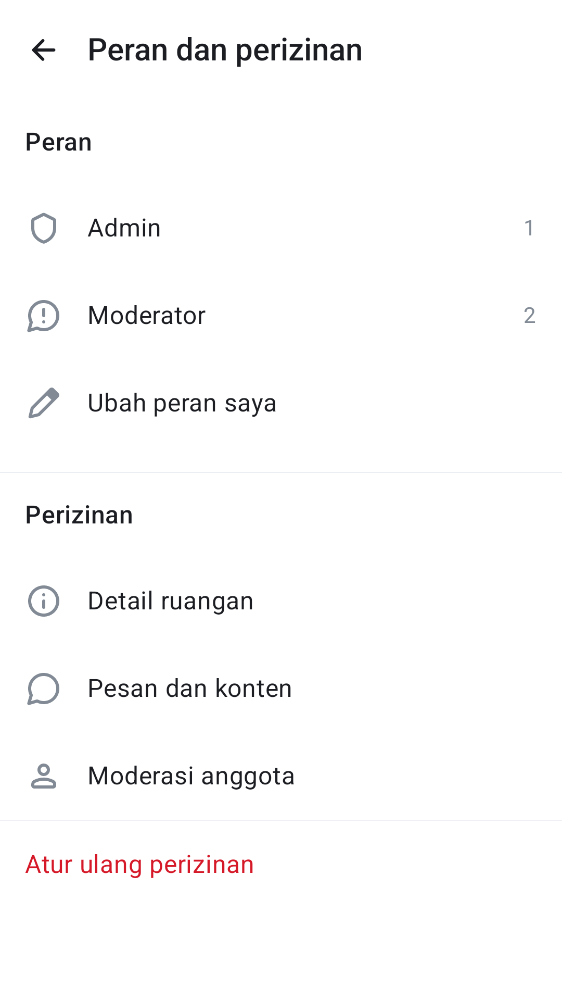 Peran dan perizinan
Peran
Admin 1
Moderator 2
Ubah peran saya
Perizinan
Detail ruangan
Pesan dan konten
Moderasi anggota
Atur ulang perizinan